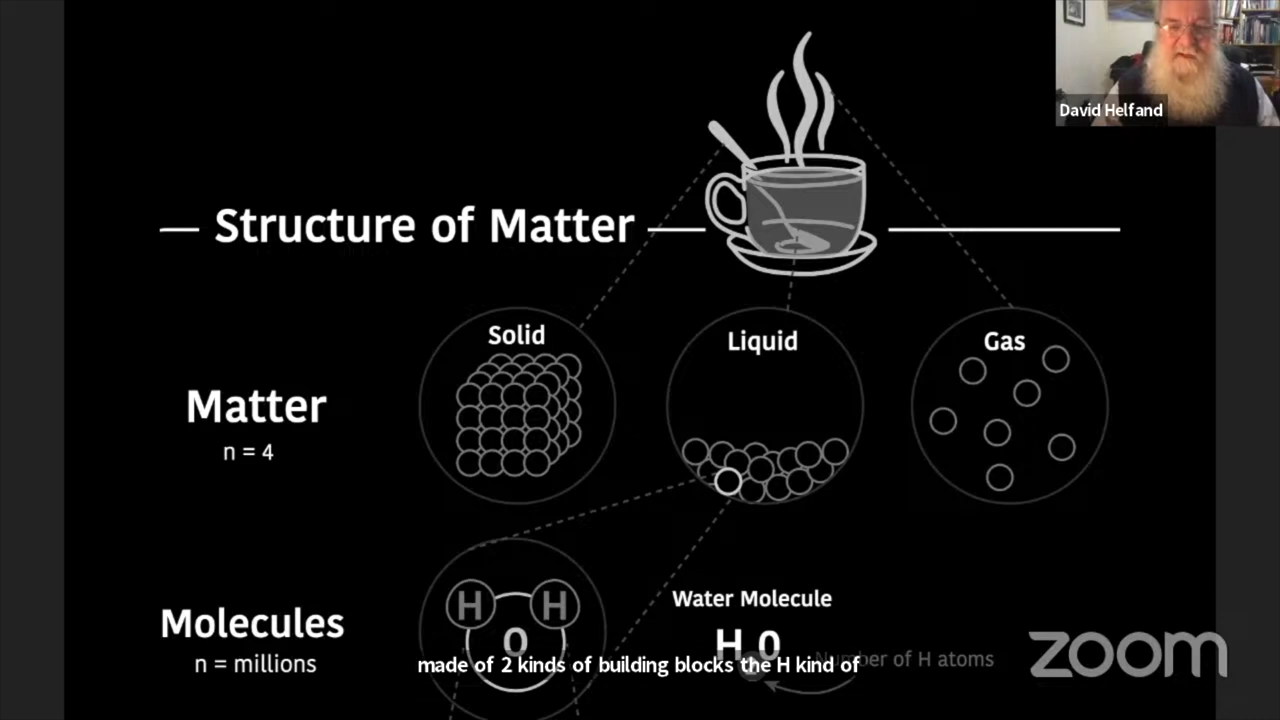 David Helfand
Structure of Matter
Solid
Liquid
Gas
Matter
n = 4
H H
O
Molecules
n = millions
Water Molecule
H O
Number of H atoms
made of 2 kinds of building blocks the H kind of
zoom